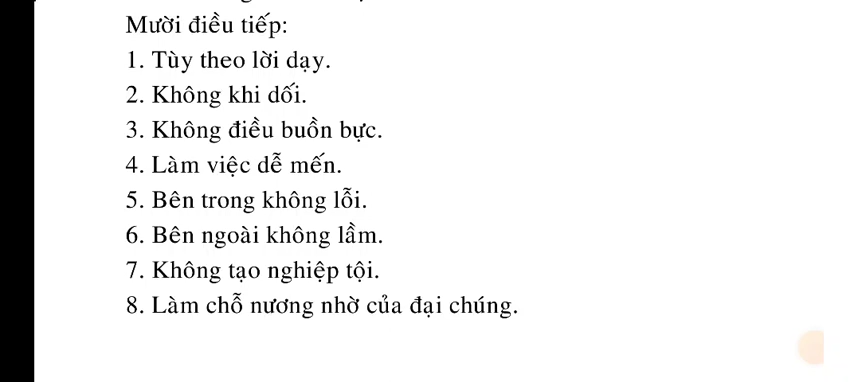 Mười điều tiếp:
1. Tùy theo lời dạy.
2. Không khi dối.
3. Không điều buồn bực.
4. Làm việc dễ mến.
5. Bên trong không lỗi.
6. Bên ngoài không lầm.
7. Không tạo nghiệp tội.
8. Làm chỗ nương nhờ của đại chúng.